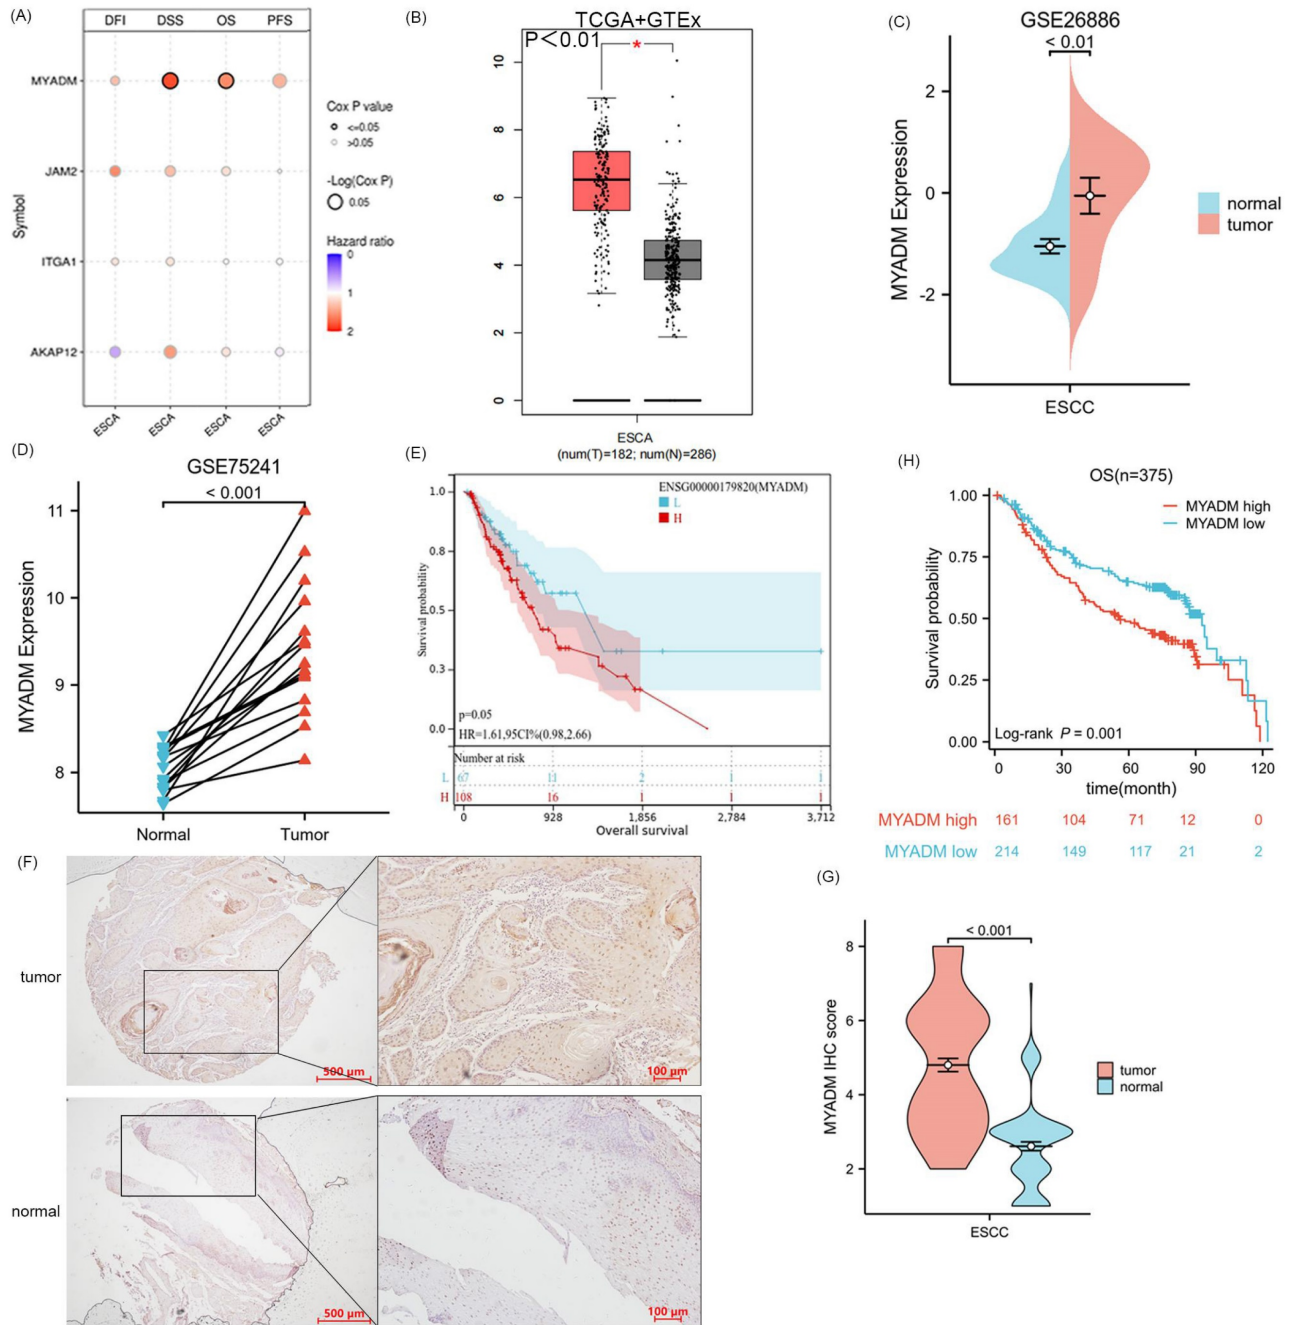 (A)
DFI DSS OS PFS
MYADM
JAM2
ITGA1
AKAP12
Symbol
ESCA ESCA ESCA ESCA
Cox P value
<=0.05
>0.05
-Log(Cox P)
0.05
Hazard ratio
0
1
2
(B)
TCGA+GTEx
P＜0.01
*
10
8
6
4
2
0
ESCA
(num(T)=182; num(N)=286)
(C)
GSE26886
< 0.01
MYADM Expression
2
0
-2
ESCC
normal
tumor
(D)
GSE75241
< 0.001
MYADM Expression
11
10
9
8
Normal Tumor
(E)
ENSG00000179820(MYADM)
L
H
Survival probability
1.0
0.8
0.5
0.3
0.0
p=0.05
HR=1.61,95CI%(0.98,2.66)
Number at risk
L 67 11 2 1 1
H 108 16 1 1 1
0 928 1,856 2,784 3,712
Overall survival
(H)
OS(n=375)
MYADM high
MYADM low
Survival probability
1.00
0.75
0.50
0.25
0.00
Log-rank P = 0.001
0 30 60 90 120
time(month)
MYADM high 161 104 71 12 0
MYADM low 214 149 117 21 2
(F)
tumor
500 μm
100 μm
normal
500 μm
100 μm
(G)
< 0.001
MYADM IHC score
8
6
4
2
ESCC
tumor
normal